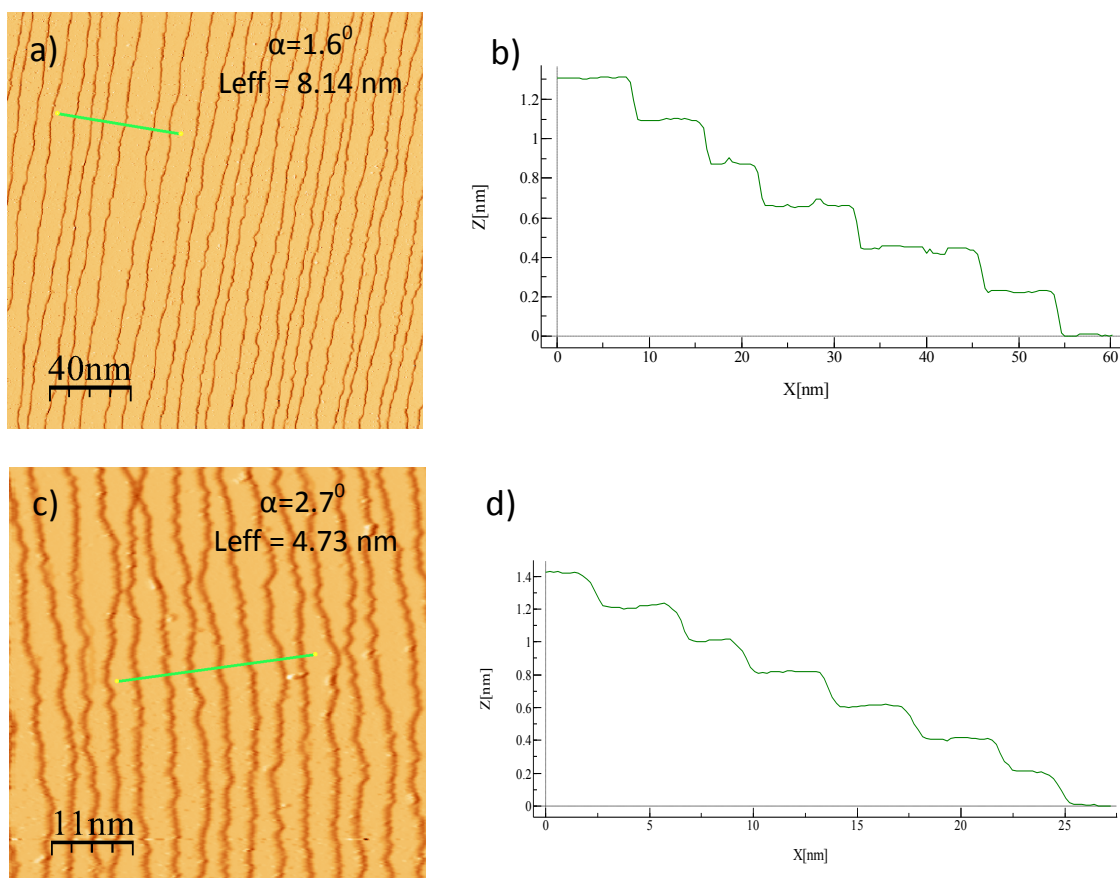 a)
α=1.6⁰
Leff = 8.14 nm
40nm
b)
Z[nm]
1.2
1
0.8
0.6
0.4
0.2
0
0 10 20 30 40 50 60
X[nm]
c)
α=2.7⁰
Leff = 4.73 nm
11nm
d)
Z[nm]
1.4
1.2
1
0.8
0.6
0.4
0.2
0
0 5 10 15 20 25
X[nm]